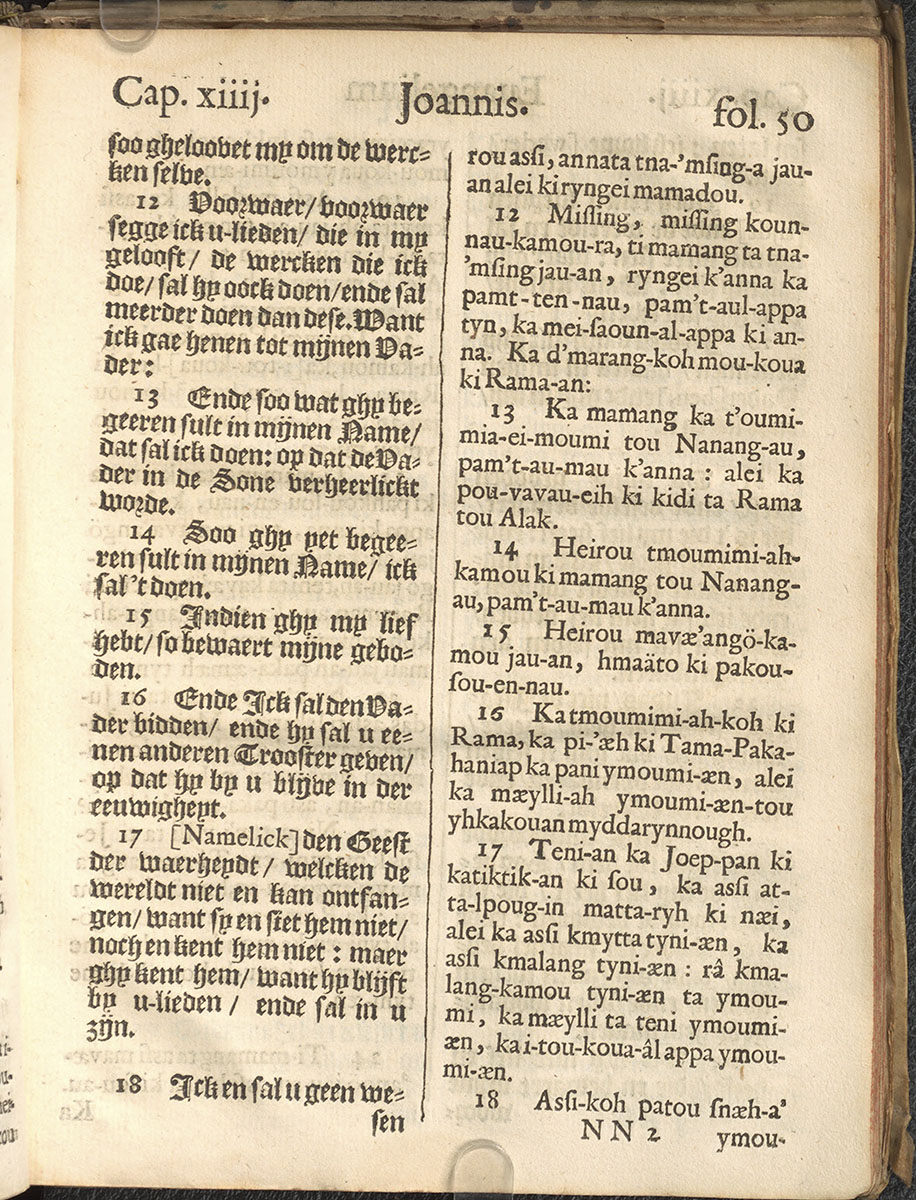 Cap. xiiij. Joannis. fol. 50
soo gheloovet my om de werc-
ken selve.
12 Voorwaer/ voorwaer
segge ick u-lieden/ die in my
gelooft/ de wercken die ick
doe/ sal hy oock doen/ ende sal
meerder doen dan dese. Want
ick gae henen tot mijnen Va-
der:
13 Ende soo wat ghy be-
geeren sult in mijnen Name/
dat sal ick doen: op dat de Va-
der in de Sone verheerlickt
worde.
14 Soo ghy yet begee-
ren sult in mijnen Name/ ick
sal 't doen.
15 Indien ghy my lief
hebt/ so bewaert mijne gebo-
den.
16 Ende Ick sal den Va-
der bidden/ ende hy sal u ee-
nen anderen Trooster geven/
op dat hy by u blijve in der
eeuwigheyt.
17 [Namelick] den Geest
der waerheydt/ welcken de
wereldt niet en kan ontfan-
gen/ want sy en siet hem niet/
noch en kent hem niet: maer
ghy kent hem/ want hy blijft
by u-lieden/ ende sal in u
zijn.
18 Ick en sal u geen we-
sen
rou assi, annata tna-'msing-a jau-
an alei ki ryngei mamadou.
12 Missing, missing koun-
nau-kamou-ra, ti mamang ta tna-
'msing jau-an, ryngei k'anna ka
pamt-ten-nau, pam't-aul-appa
tyn, ka mei-saoun-al-appa ki an-
na. Ka d'marang-koh mou-koua
ki Rama-an:
13 Ka mamang ka t'oumi-
mia-ei-moumi tou Nanang-au,
pam't-au-mau k'anna : alei ka
pou-vavau-eih ki kidi ta Rama
tou Alak.
14 Heirou tmoumimi-ah-
kamou ki mamang tou Nanang-
au, pam't-au-mau k'anna.
15 Heirou mavæ'angö-ka-
mou jau-an, hmaäto ki pakou-
sou-en-nau.
16 Ka tmoumimi-ah-koh ki
Rama, ka pi-'æh ki Tama-Paka-
haniap ka pani ymoumi-æn, alei
ka mæylli-ah ymoumi-æn-tou
yhkakouan myddarynnough.
17 Teni-an ka Joep-pan ki
katiktik-an ki sou, ka assi at-
ta-lpoug-in matta-ryh ki næi,
alei ka assi kmytta tyni-æn, ka
assi kmalang tyni-æn : râ kma-
lang-kamou tyni-æn ta ymou-
mi, ka mæylli ta teni ymoumi-
æn, ka i-tou-koua-âl appa ymou-
mi-æn.
18 Assi-koh patou snæh-a'
NN 2 ymou-